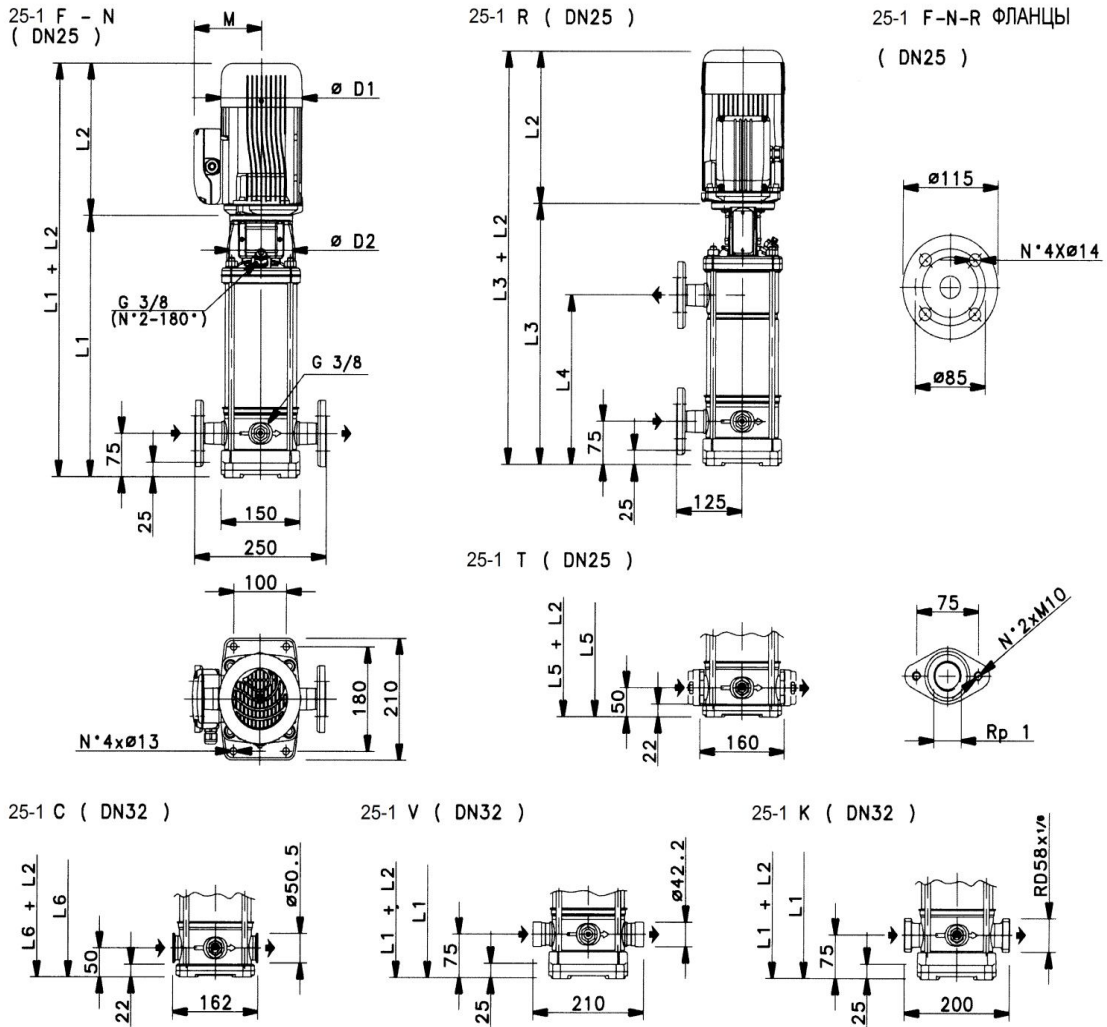 25-1 F - N
( DN25 )
M
ø D1
L2
L1 + L2
ø D2
G 3/8
(N°2-180°)
L1
G 3/8
75
25
150
250
100
180
210
N°4xø13
25-1 R ( DN25 )
L2
L3 + L2
L3
L4
75
25
125
25-1 F-N-R ФЛАНЦЫ
( DN25 )
ø115
N°4Xø14
ø85
25-1 T ( DN25 )
L5 + L2
L5
50
22
160
75
N°2xM10
Rp 1
25-1 C ( DN32 )
L6 + L2
L6
50
22
162
ø50.5
25-1 V ( DN32 )
L1 + L2
L1
75
25
210
ø42.2
25-1 K ( DN32 )
L1 + L2
L1
75
25
200
RD58x1/6